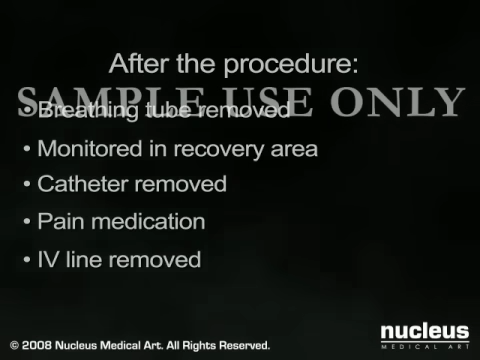 After the procedure:
SAMPLE USE ONLY
• Breathing tube removed
• Monitored in recovery area
• Catheter removed
• Pain medication
• IV line removed
nucleus
MEDICAL ART
© 2008 Nucleus Medical Art. All Rights Reserved.